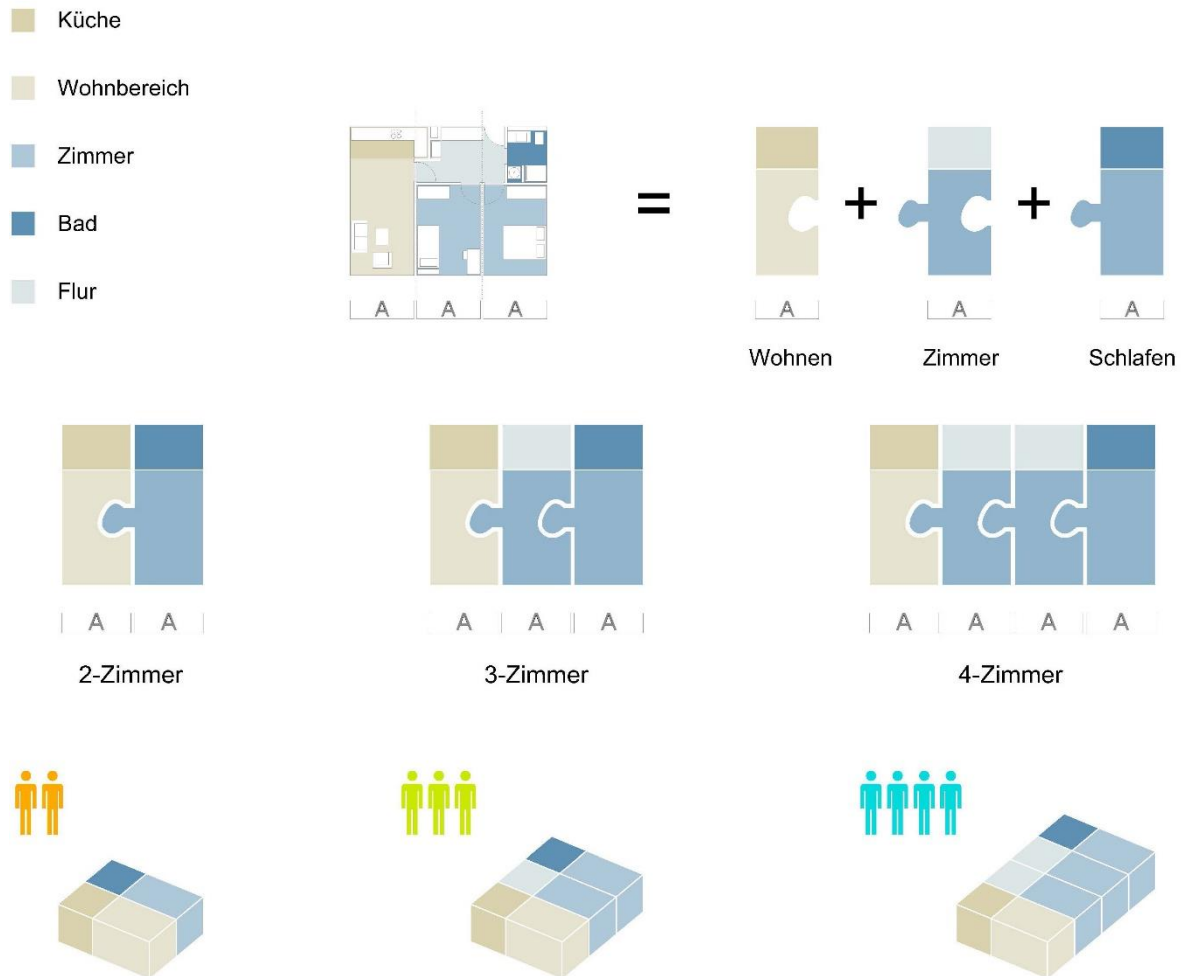 Küche
Wohnbereich
Zimmer
Bad
Flur
A A A
A A A
Wohnen Zimmer Schlafen
A A
A A A
A A A A
2-Zimmer
3-Zimmer
4-Zimmer